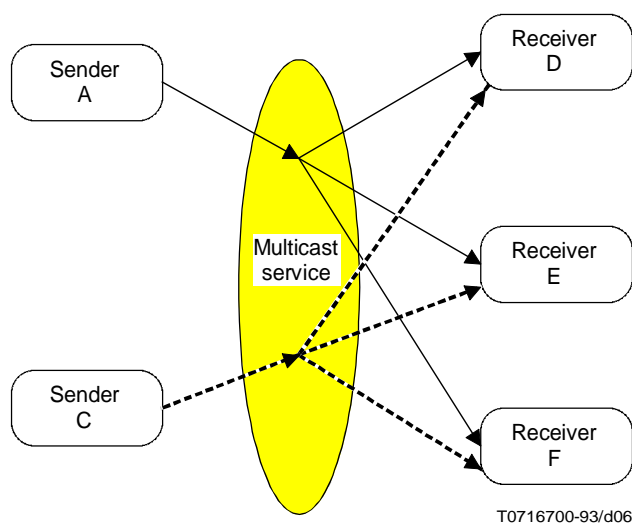 Sender
A
Receiver
D
Multicast
service
Receiver
E
Sender
C
Receiver
F
T0716700-93/d06